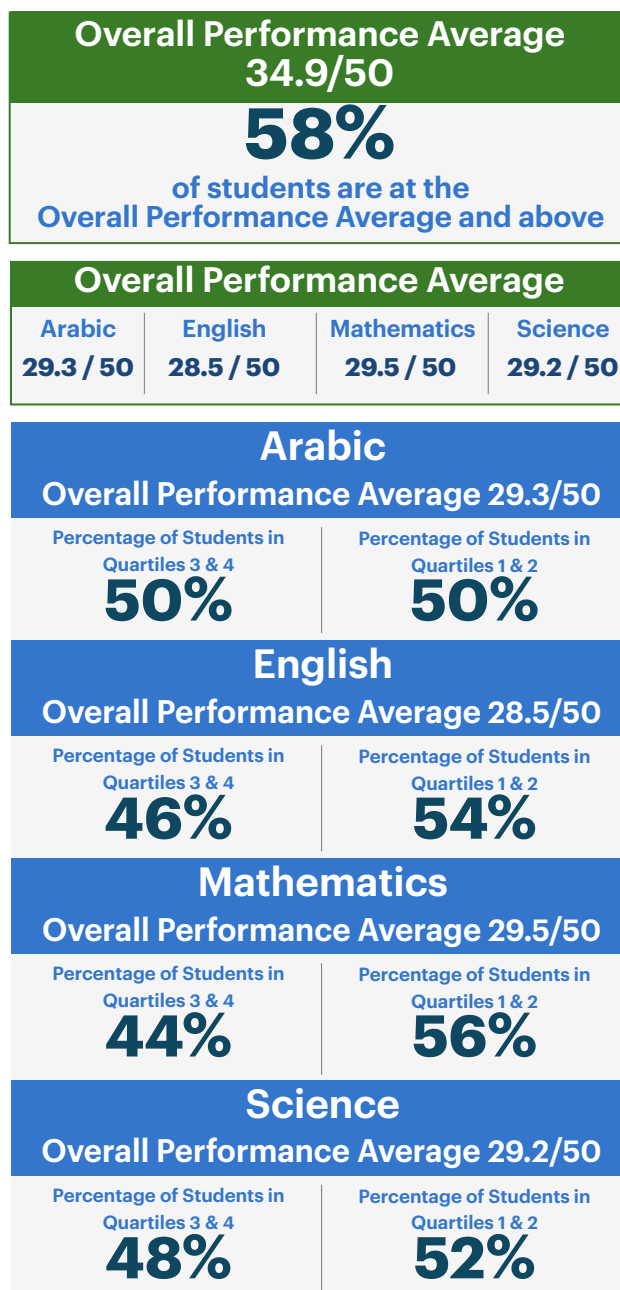 Overall Performance Average
34.9/50
58%
of students are at the
Overall Performance Average and above
Overall Performance Average
Arabic English Mathematics Science
29.3 / 50 28.5 / 50 29.5 / 50 29.2 / 50
Arabic
Overall Performance Average 29.3/50
Percentage of Students in
Quartiles 3 & 4
50%
Percentage of Students in
Quartiles 1 & 2
50%
English
Overall Performance Average 28.5/50
Percentage of Students in
Quartiles 3 & 4
46%
Percentage of Students in
Quartiles 1 & 2
54%
Mathematics
Overall Performance Average 29.5/50
Percentage of Students in
Quartiles 3 & 4
44%
Percentage of Students in
Quartiles 1 & 2
56%
Science
Overall Performance Average 29.2/50
Percentage of Students in
Quartiles 3 & 4
48%
Percentage of Students in
Quartiles 1 & 2
52%